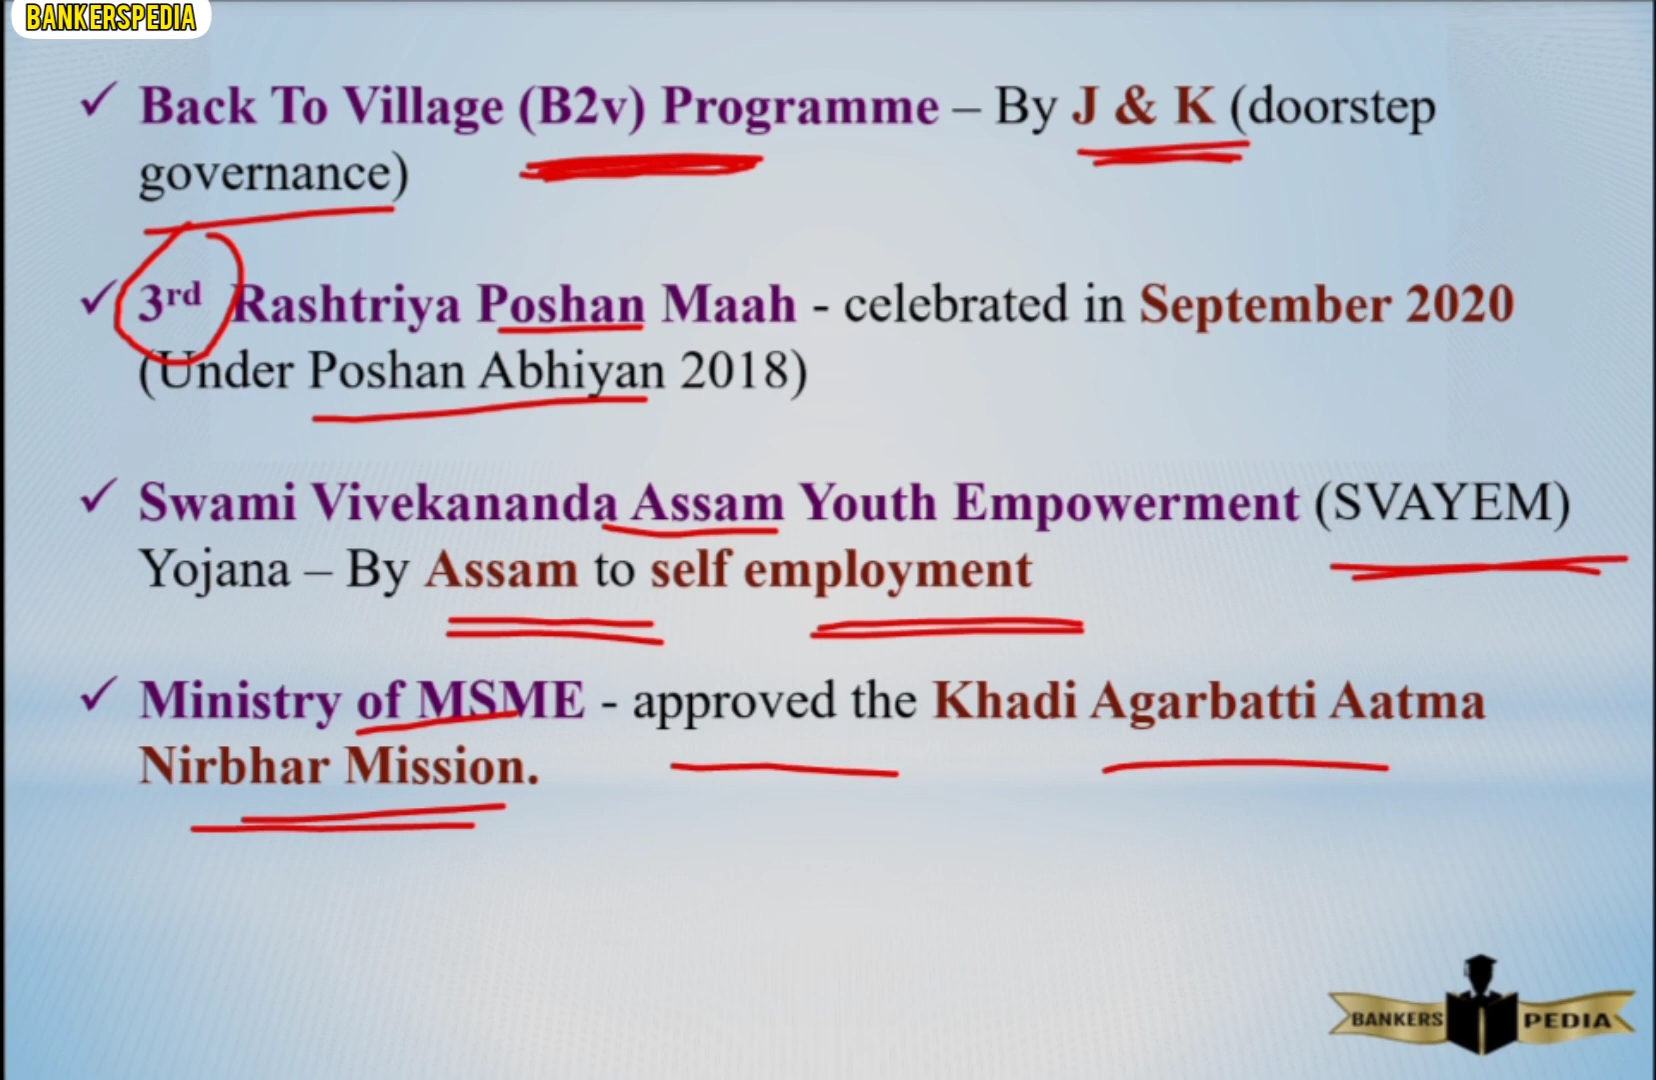 BANKERSPEDIA
✓ Back To Village (B2v) Programme – By J & K (doorstep
governance)
✓ 3rd Rashtriya Poshan Maah - celebrated in September 2020
(Under Poshan Abhiyan 2018)
✓ Swami Vivekananda Assam Youth Empowerment (SVAYEM)
Yojana – By Assam to self employment
✓ Ministry of MSME - approved the Khadi Agarbatti Aatma
Nirbhar Mission.
BANKERS PEDIA